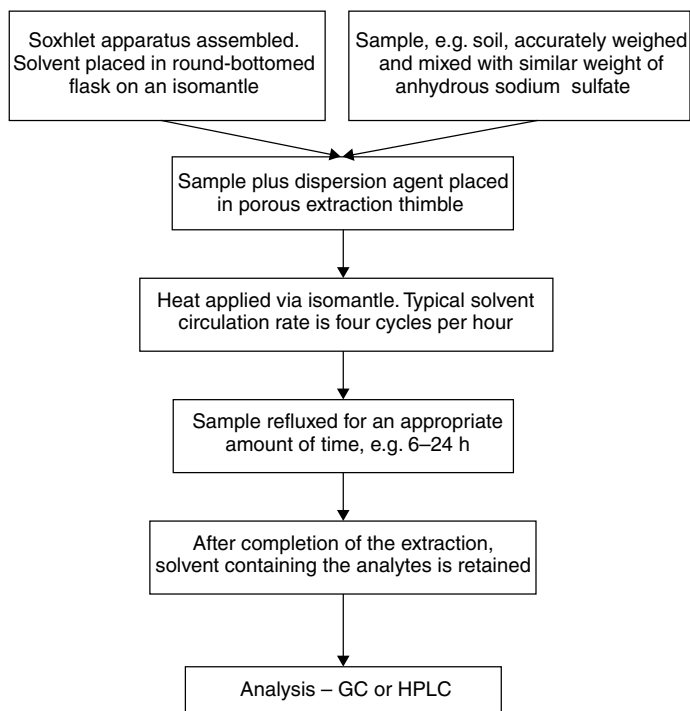 Soxhlet apparatus assembled.
Solvent placed in round-bottomed
flask on an isomantle
Sample, e.g. soil, accurately weighed
and mixed with similar weight of
anhydrous sodium sulfate
Sample plus dispersion agent placed
in porous extraction thimble
Heat applied via isomantle. Typical solvent
circulation rate is four cycles per hour
Sample refluxed for an appropriate
amount of time, e.g. 6–24 h
After completion of the extraction,
solvent containing the analytes is retained
Analysis – GC or HPLC